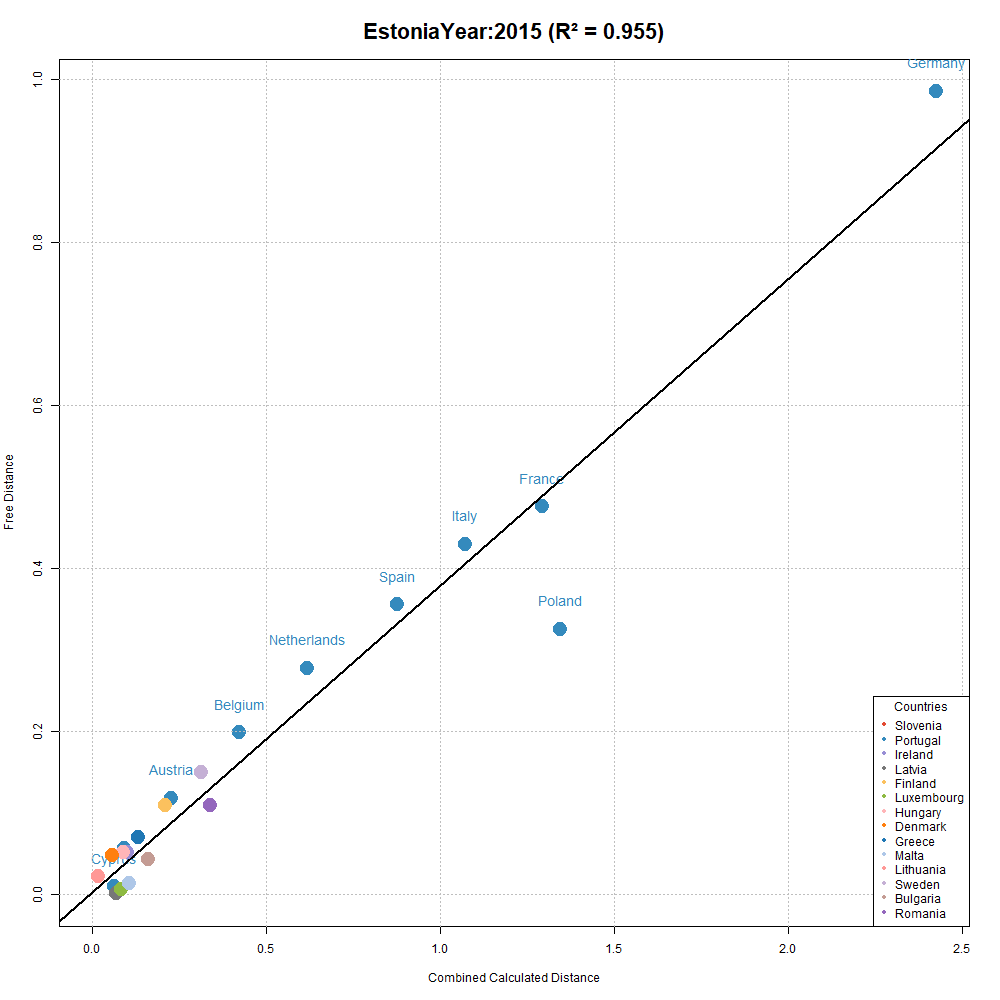 EstoniaYear:2015 (R² = 0.955)
Germany
France
Italy
Poland
Spain
Netherlands
Belgium
Austria
Cyprus
1.0
0.8
0.6
0.4
0.2
0.0
Free Distance
0.0 0.5 1.0 1.5 2.0 2.5
Combined Calculated Distance
Countries
Slovenia
Portugal
Ireland
Latvia
Finland
Luxembourg
Hungary
Denmark
Greece
Malta
Lithuania
Sweden
Bulgaria
Romania